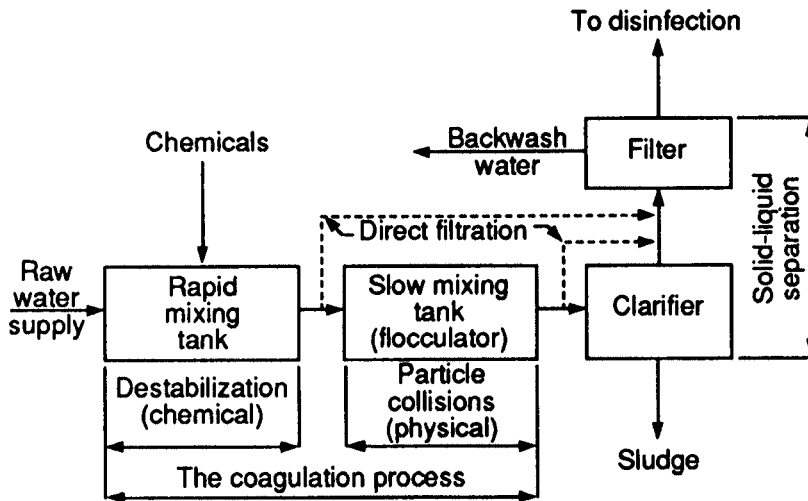 To disinfection
Chemicals
Backwash
water
Filter
Solid-liquid
separation
Direct filtration
Raw
water
supply
Rapid
mixing
tank
Slow mixing
tank
(flocculator)
Clarifier
Destabilization
(chemical)
Particle
collisions
(physical)
Sludge
The coagulation process